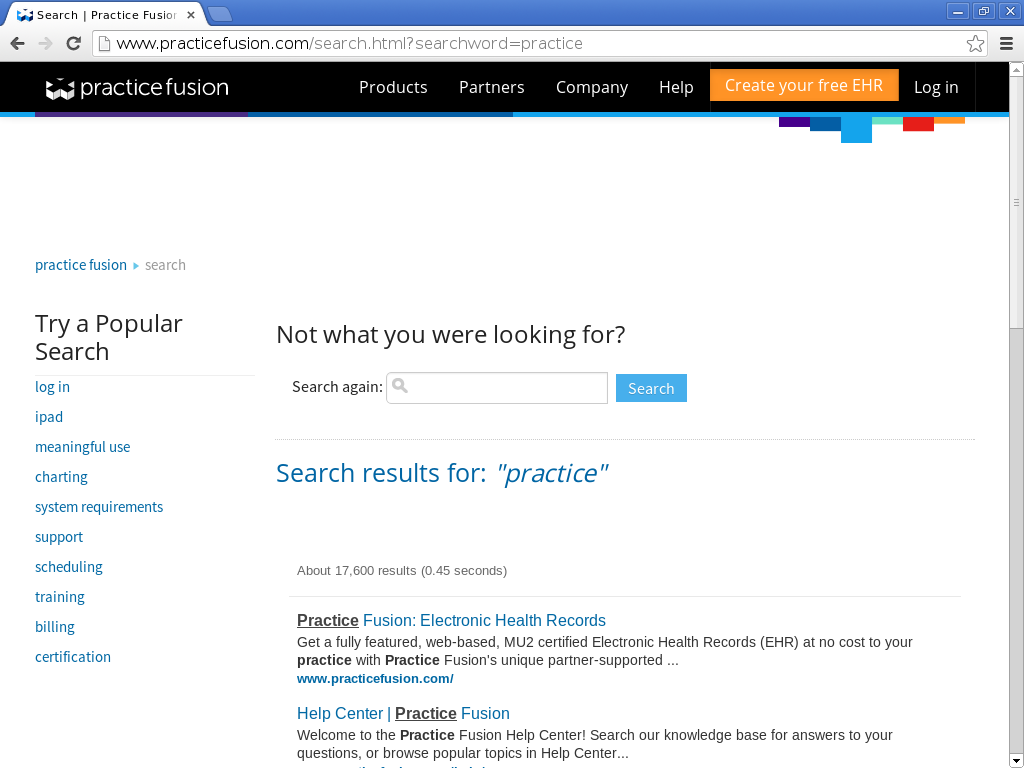 Search | Practice Fusion
www.practicefusion.com/search.html?searchword=practice
practice fusion
Products Partners Company Help Create your free EHR Log in
practice fusion search
Try a Popular
Search
log in
ipad
meaningful use
charting
system requirements
support
scheduling
training
billing
certification
Not what you were looking for?
Search again: Search
Search results for: "practice"
About 17,600 results (0.45 seconds)
Practice Fusion: Electronic Health Records
Get a fully featured, web-based, MU2 certified Electronic Health Records (EHR) at no cost to your
practice with Practice Fusion's unique partner-supported ...
www.practicefusion.com/
Help Center | Practice Fusion
Welcome to the Practice Fusion Help Center! Search our knowledge base for answers to your
questions, or browse popular topics in Help Center...